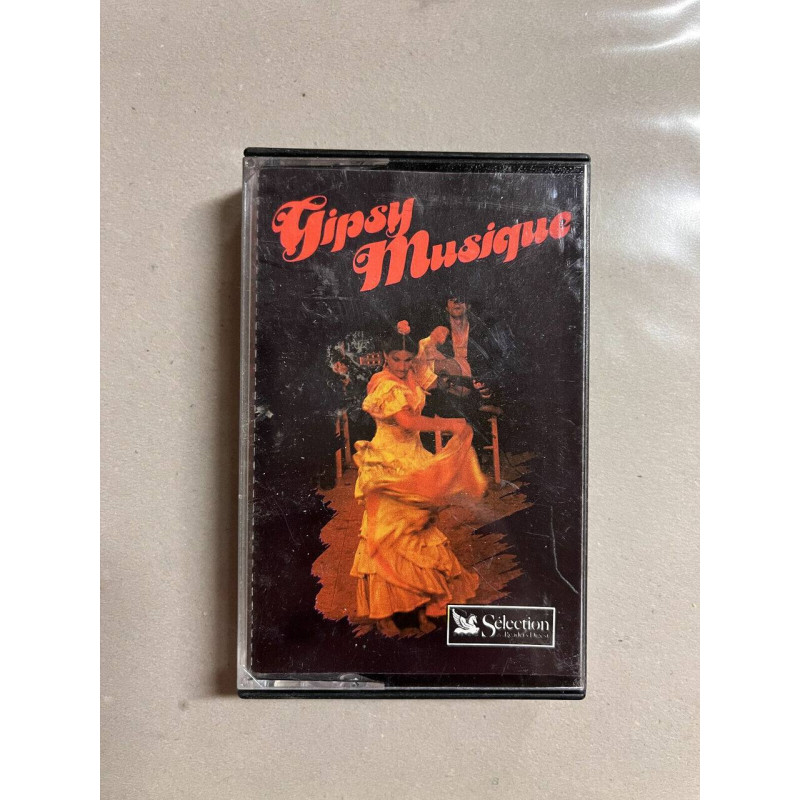 Gipsy
Musique
Sélection
Reader's Digest